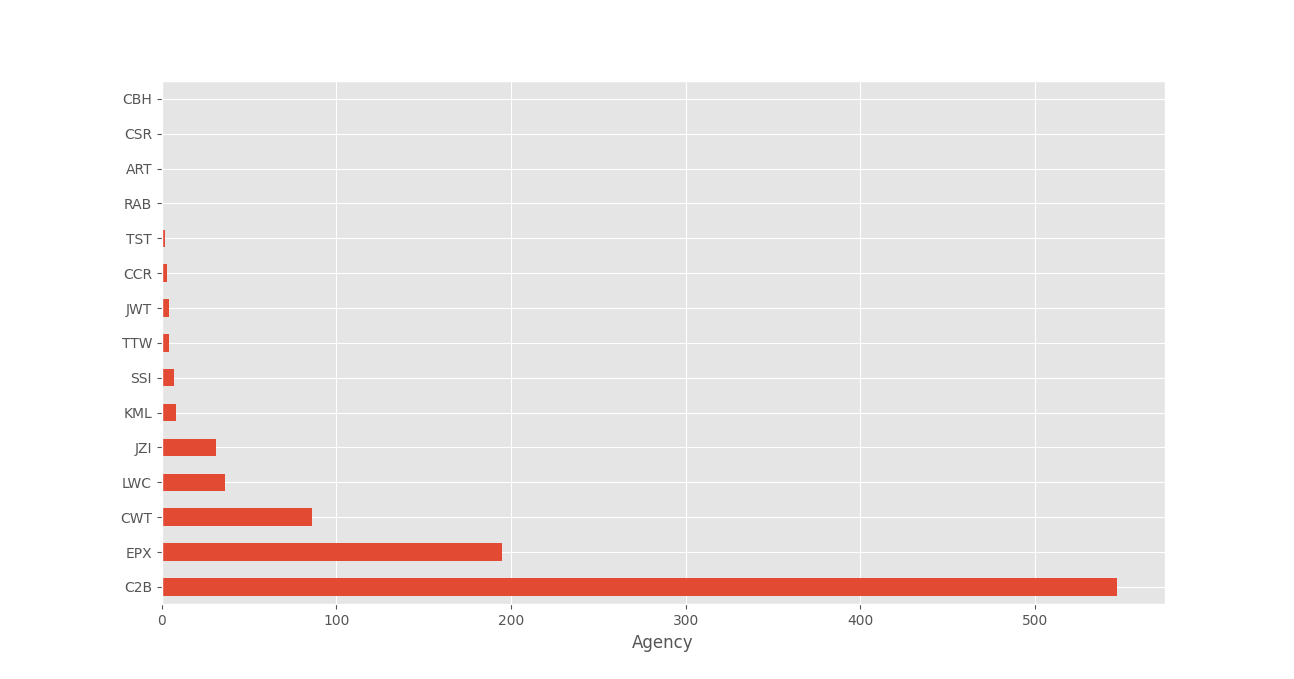 CBH
CSR
ART
RAB
TST
CCR
JWT
TTW
SSI
KML
JZI
LWC
CWT
EPX
C2B
0 100 200 300 400 500
Agency